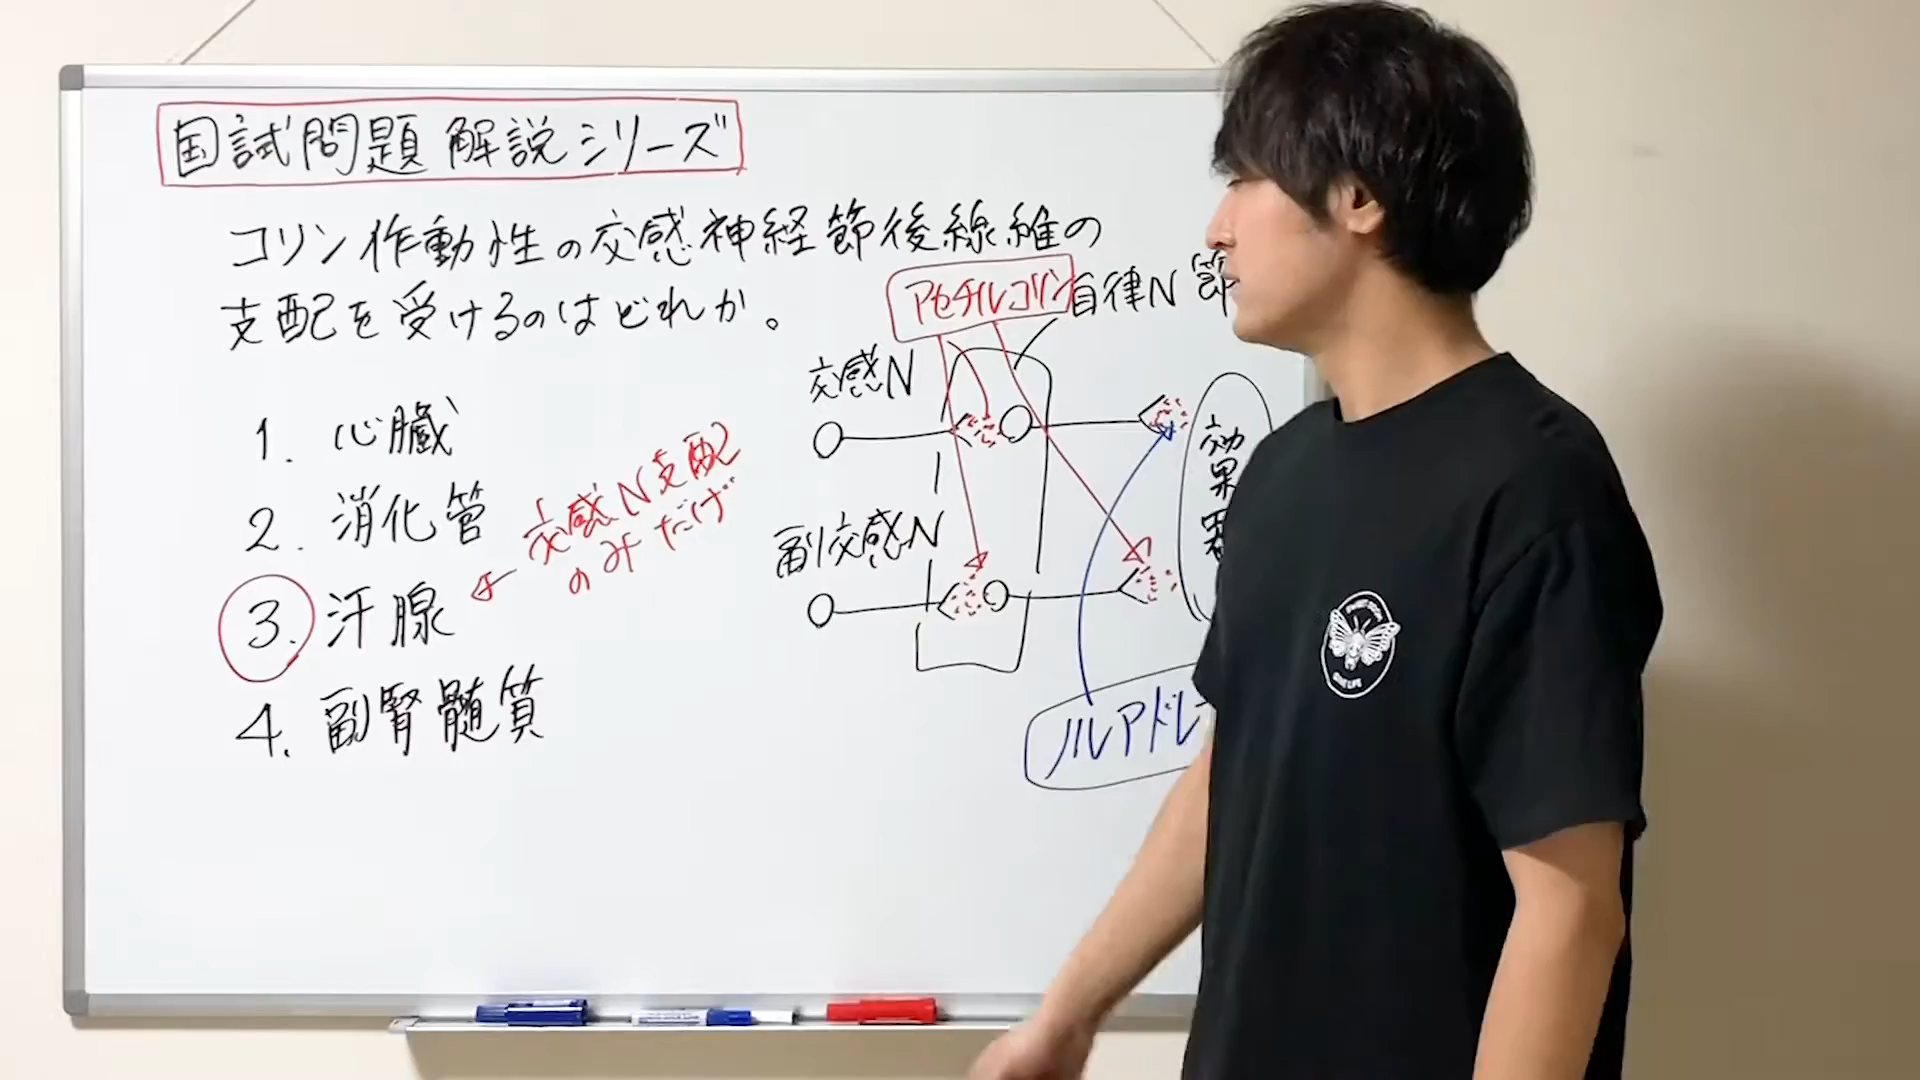 国試問題 解説シリーズ
コリン作動性の交感神経節後線維の
支配を受けるのはどれか。
1. 心臓
2. 消化管
3. 汗腺
4. 副腎髄質
交感N支配
のみだけ
アセチルコリン
自律N 節
交感N
副交感N
効果器
ノルアドレ